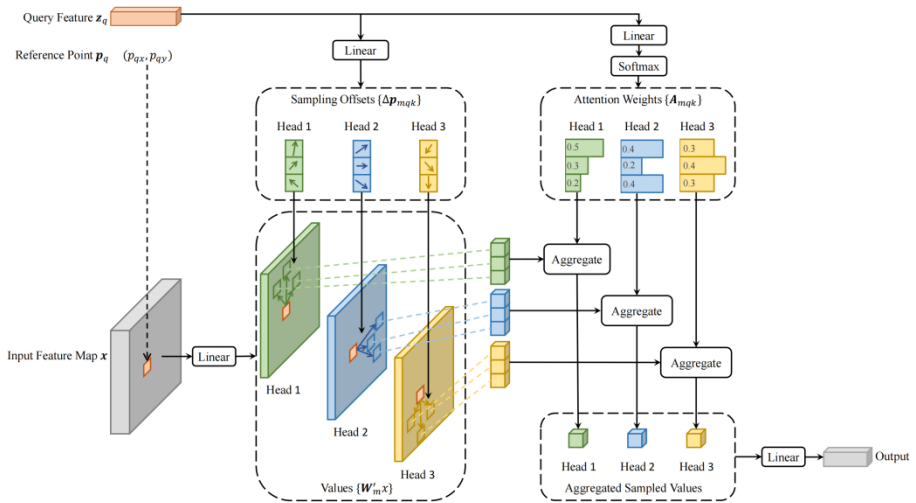 Query Feature z_q
Reference Point p_q (p_qx, p_qy)
Linear
Linear
Softmax
Sampling Offsets {Δp_mqk}
Head 1 Head 2 Head 3
Attention Weights {A_mqk}
Head 1 Head 2 Head 3
0.5 0.4 0.3
0.3 0.2 0.4
0.2 0.4 0.3
Aggregate
Aggregate
Aggregate
Input Feature Map x
Linear
Head 1
Head 2
Head 3
Values {W'_m x}
Head 1 Head 2 Head 3
Aggregated Sampled Values
Linear
Output